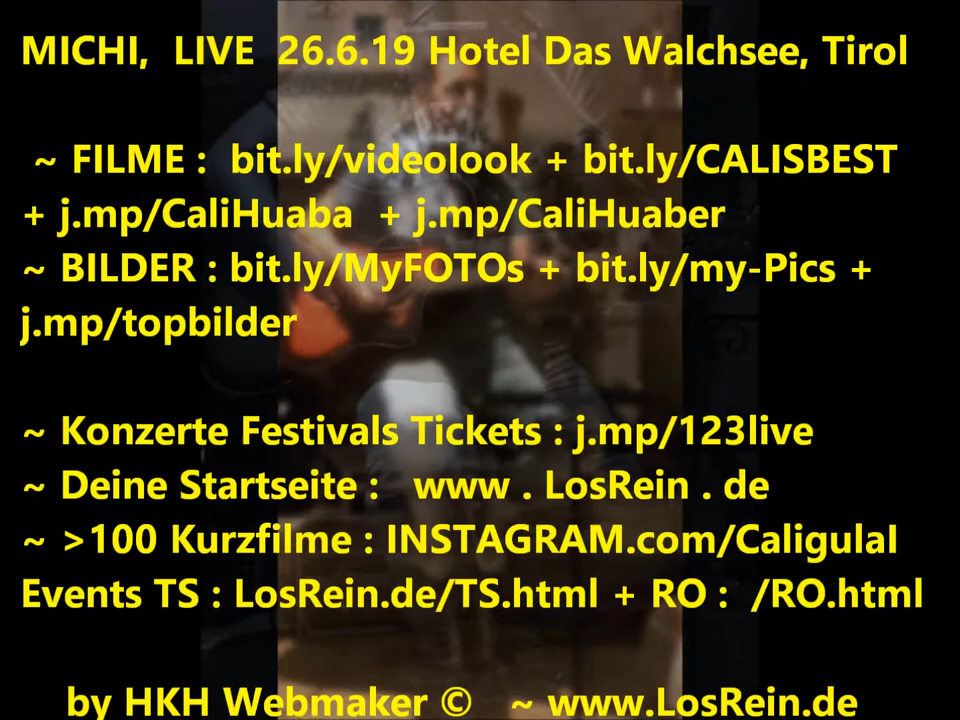 MICHI,  LIVE  26.6.19 Hotel Das Walchsee, Tirol
~ FILME :  bit.ly/videolook + bit.ly/CALISBEST
+ j.mp/CaliHuaba  + j.mp/CaliHuaber
~ BILDER : bit.ly/MyFOTOs + bit.ly/my-Pics +
j.mp/topbilder
~ Konzerte Festivals Tickets : j.mp/123live
~ Deine Startseite :   www . LosRein . de
~ >100 Kurzfilme : INSTAGRAM.com/CaligulaI
Events TS : LosRein.de/TS.html + RO :  /RO.html
by HKH Webmaker ©   ~ www.LosRein.de